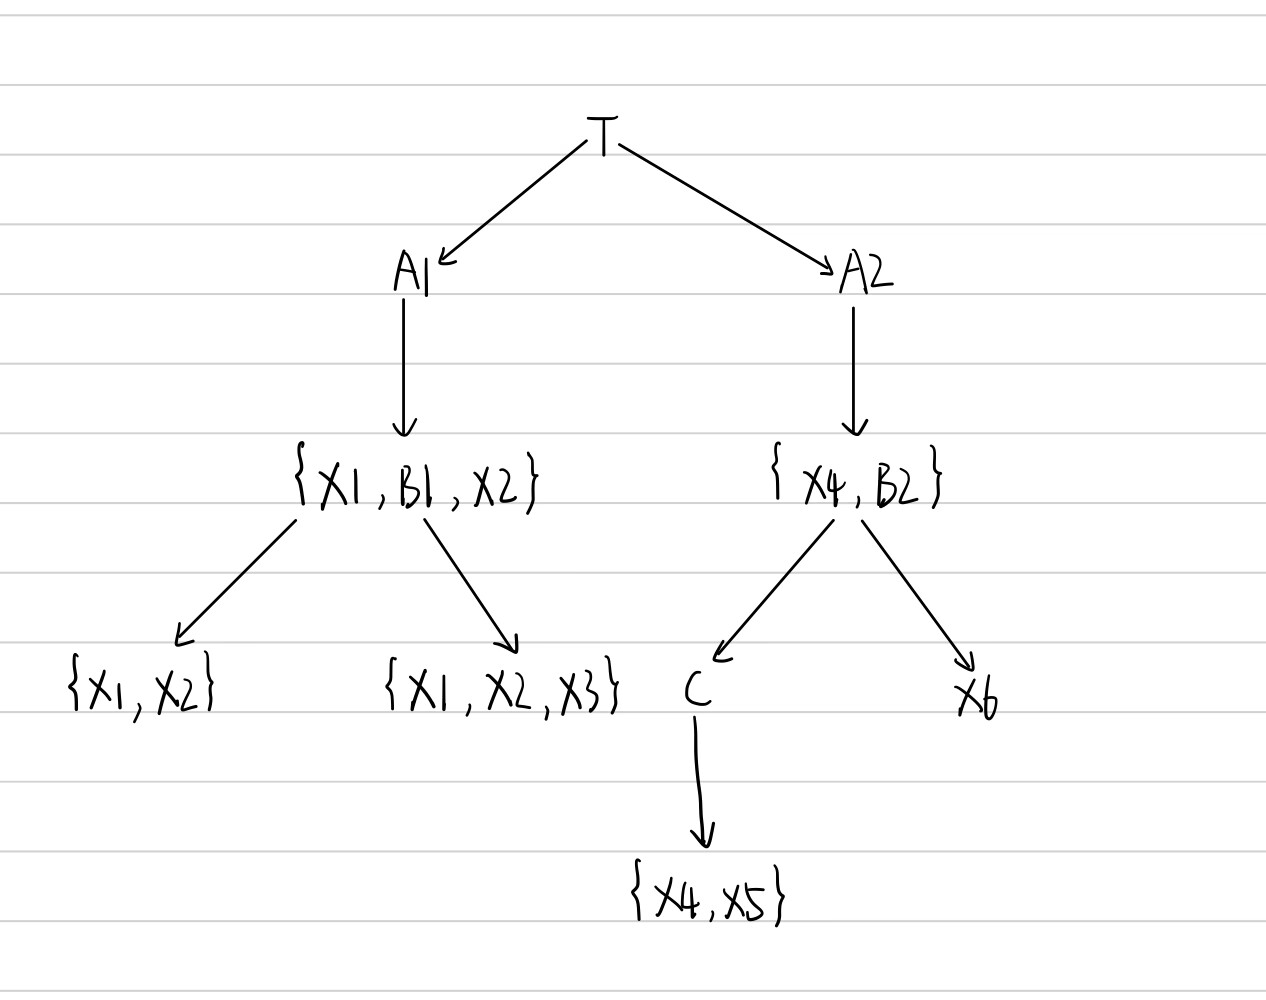 T
A1 A2
{X1, B1, X2} {X4, B2}
{X1, X2} {X1, X2, X3} C X6
{X4, X5}